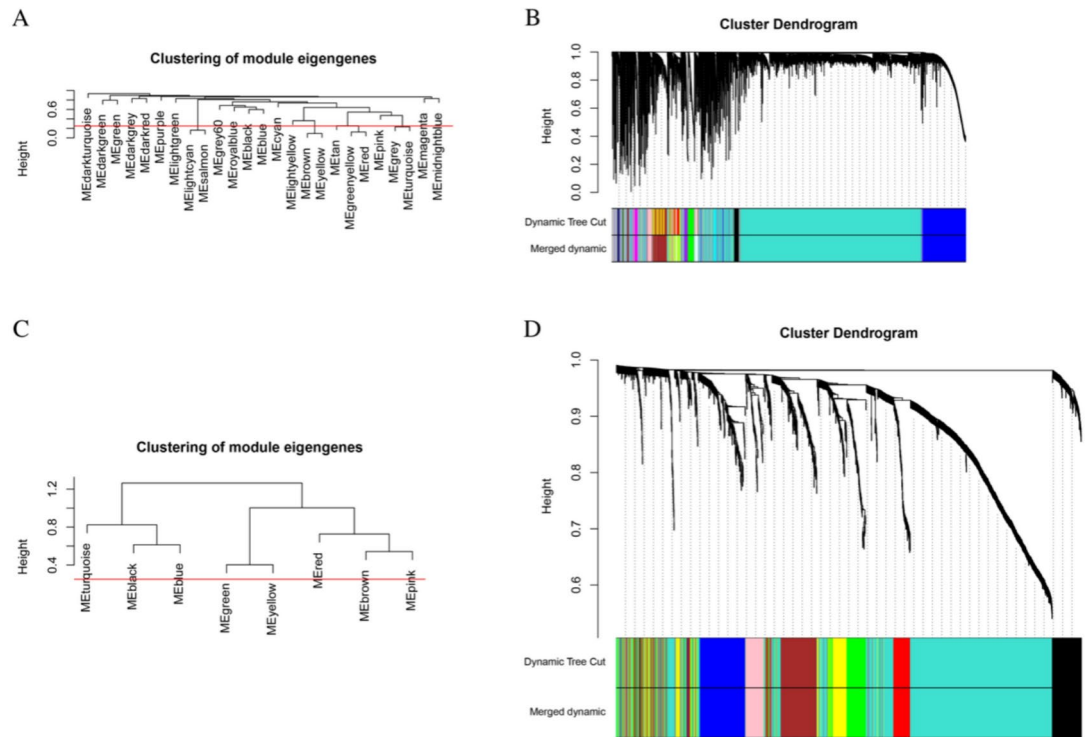 A
Clustering of module eigengenes
Height
0.0
0.6
MEdarkturquoise
MEdarkgreen
MEgreen
MEdarkgrey
MEdarkred
MEpurple
MElightgreen
MElightcyan
MEsalmon
MEgrey60
MEroyalblue
MEblack
MEblue
MEcyan
MElightyellow
MEbrown
MEyellow
MEtan
MEgreenyellow
MEred
MEpink
MEgrey
MEturquoise
MEmagenta
MEmidnightblue
B
Cluster Dendrogram
Height
1.0
0.8
0.6
0.4
0.2
0.0
Dynamic Tree Cut
Merged dynamic
C
Clustering of module eigengenes
Height
1.2
0.8
0.4
MEturquoise
MEblack
MEblue
MEgreen
MEyellow
MEred
MEbrown
MEpink
D
Cluster Dendrogram
Height
1.0
0.9
0.8
0.7
0.6
Dynamic Tree Cut
Merged dynamic